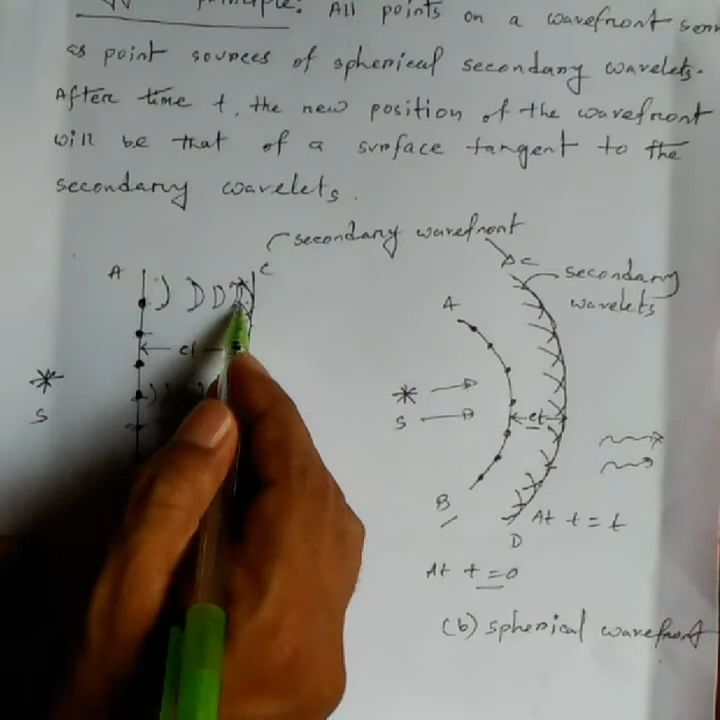 principle: All points on a wavefront
as point sources of spherical secondary wavelets.
After time t, the new position of the wavefront
will be that of a surface tangent to the
secondary wavelets.
secondary wavefront
A
C
C
secondary
wavelets
A
ct
S
S
ct
B
At t = t
D
At t = 0
(b) spherical wavefront